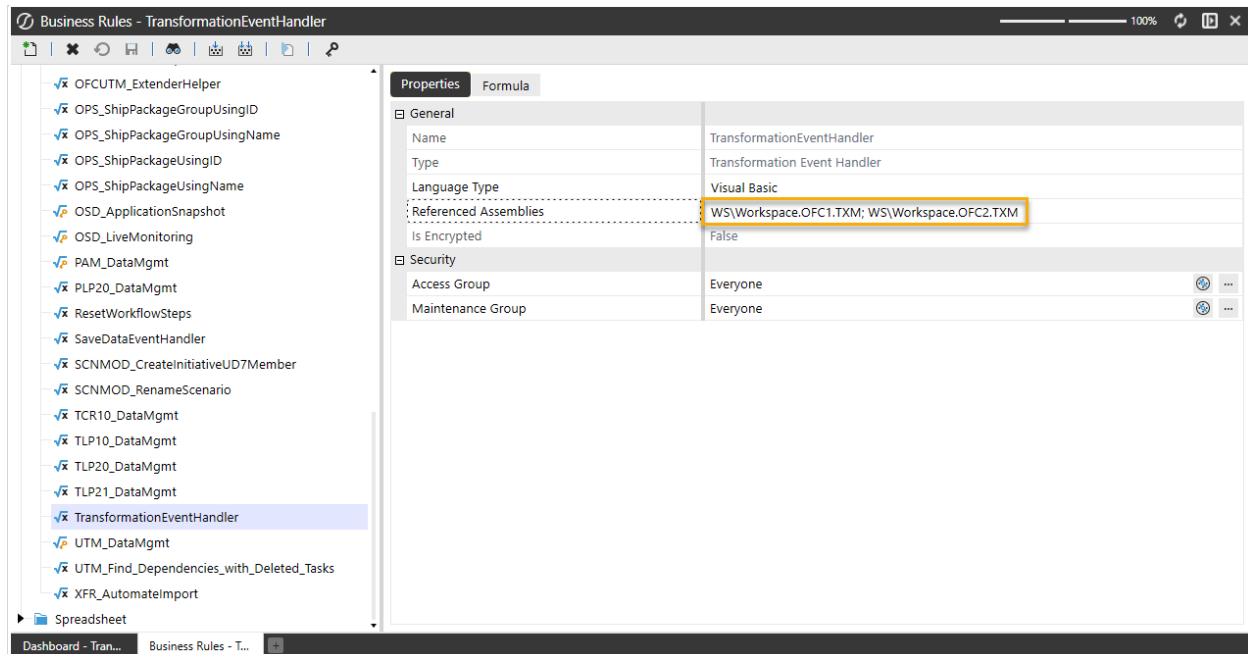 Business Rules - TransformationEventHandler
100%
OFCUTM_ExtenderHelper
OPS_ShipPackageGroupUsingID
OPS_ShipPackageGroupUsingName
OPS_ShipPackageUsingID
OPS_ShipPackageUsingName
OSD_ApplicationSnapshot
OSD_LiveMonitoring
PAM_DataMgmt
PLP20_DataMgmt
ResetWorkflowSteps
SaveDataEventHandler
SCNMOD_CreateInitiativeUD7Member
SCNMOD_RenameScenario
TCR10_DataMgmt
TLP10_DataMgmt
TLP20_DataMgmt
TLP21_DataMgmt
TransformationEventHandler
UTM_DataMgmt
UTM_Find_Dependencies_with_Deleted_Tasks
XFR_AutomateImport
Spreadsheet
Properties Formula
General
Name TransformationEventHandler
Type Transformation Event Handler
Language Type Visual Basic
Referenced Assemblies WS\Workspace.OFC1.TXM; WS\Workspace.OFC2.TXM
Is Encrypted False
Security
Access Group Everyone ...
Maintenance Group Everyone ...
Dashboard - Tran... Business Rules - T...